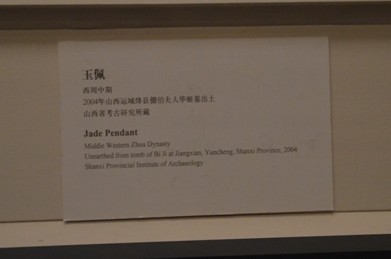 玉佩
西周中期
2004年山西运城绛县倗伯夫人毕姬墓出土
山西省考古研究所藏
Jade Pendant
Middle Western Zhou Dynasty
Unearthed from tomb of Bi Ji at Jiangxian, Yuncheng, Shanxi Province, 2004
Shanxi Provincial Institute of Archaeology